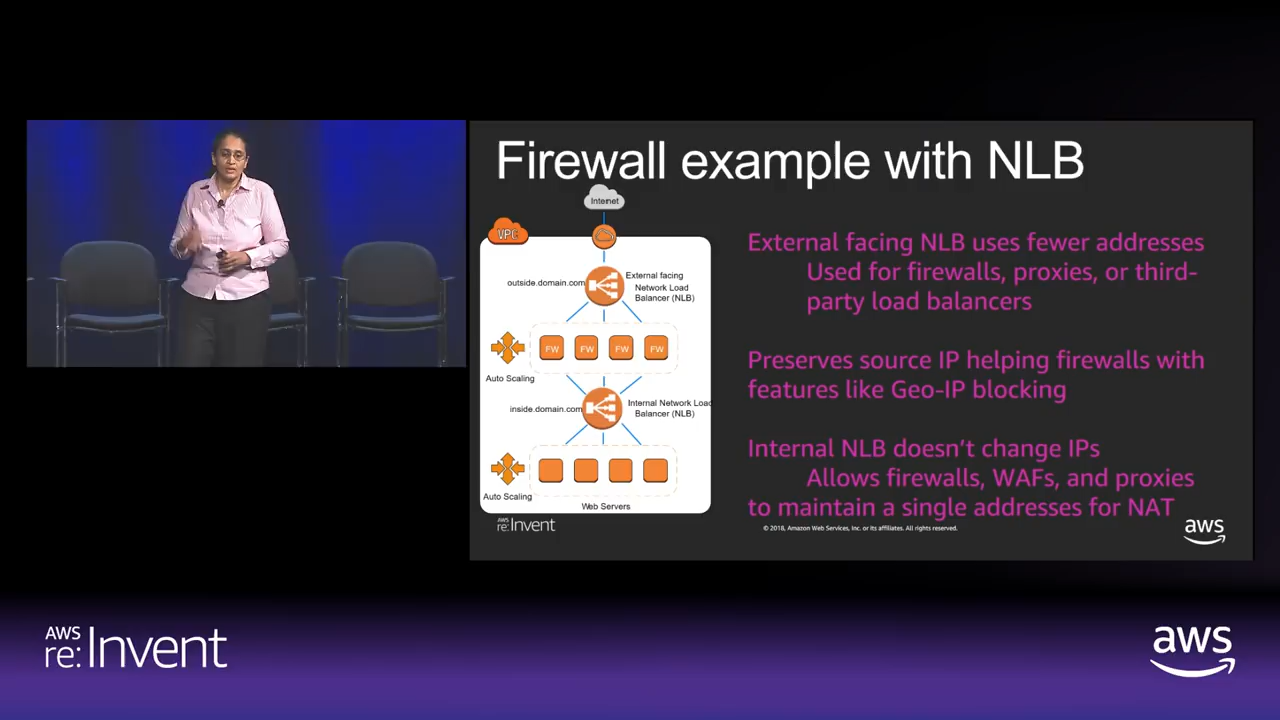 Firewall example with NLB
Internet
VPC
outside.domain.com
External facing
Network Load
Balancer (NLB)
FW FW FW FW
Auto Scaling
inside.domain.com
Internal Network Load
Balancer (NLB)
Auto Scaling
Web Servers
External facing NLB uses fewer addresses
Used for firewalls, proxies, or third-
party load balancers
Preserves source IP helping firewalls with
features like Geo-IP blocking
Internal NLB doesn't change IPs
Allows firewalls, WAFs, and proxies
to maintain a single addresses for NAT
AWS
re:Invent
© 2018, Amazon Web Services, Inc. or its affiliates. All rights reserved.
aws
AWS
re:Invent
aws